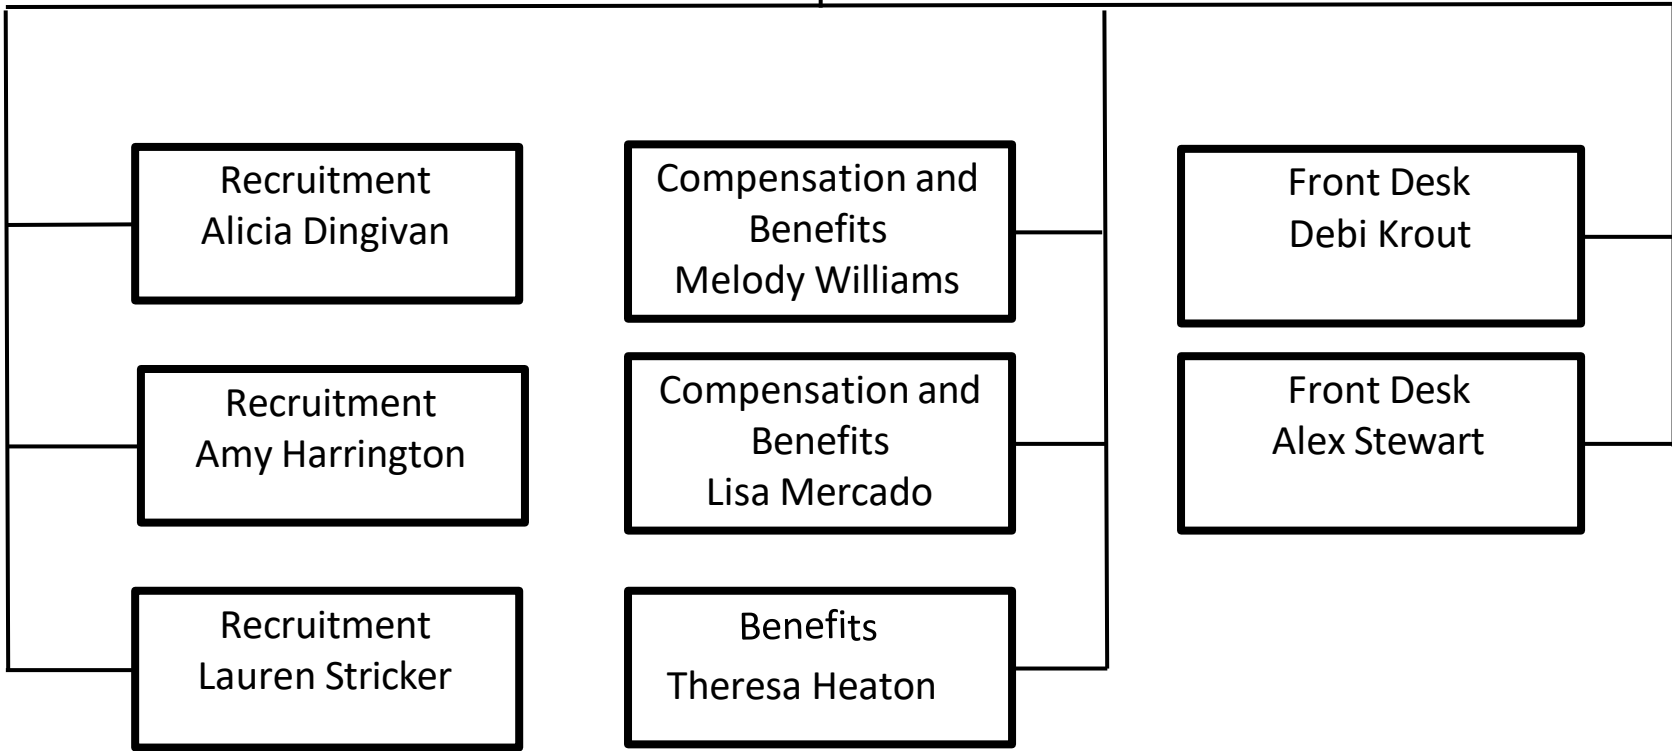 Recruitment
Alicia Dingivan
Recruitment
Amy Harrington
Recruitment
Lauren Stricker
Compensation and
Benefits
Melody Williams
Compensation and
Benefits
Lisa Mercado
Benefits
Theresa Heaton
Front Desk
Debi Krout
Front Desk
Alex Stewart